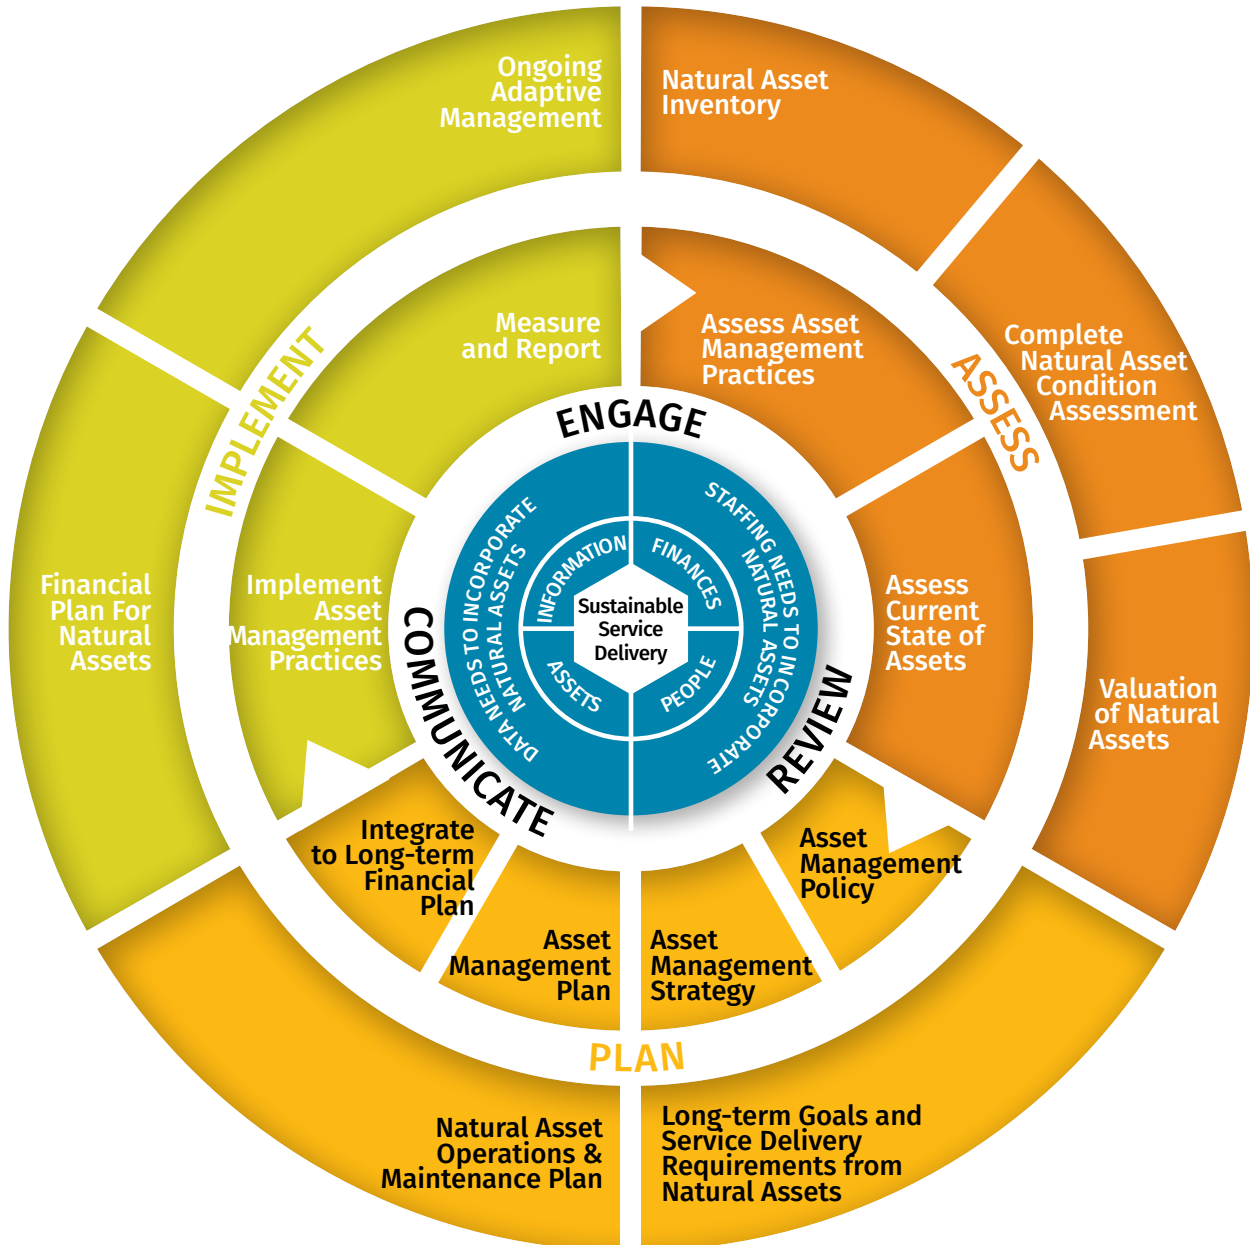 Ongoing
Adaptive
Management
Natural Asset
Inventory
Complete
Natural Asset
Condition
Assessment
Valuation
of Natural
Assets
Long-term Goals and
Service Delivery
Requirements from
Natural Assets
Natural Asset
Operations &
Maintenance Plan
Financial
Plan For
Natural
Assets
IMPLEMENT
ASSESS
PLAN
Measure
and Report
Assess Asset
Management
Practices
Assess
Current
State of
Assets
Asset
Management
Policy
Asset
Management
Strategy
Asset
Management
Plan
Integrate
to Long-term
Financial
Plan
Implement
Asset
Management
Practices
ENGAGE
REVIEW
COMMUNICATE
DATA NEEDS TO INCORPORATE
NATURAL ASSETS
STAFFING NEEDS TO INCORPORATE
NATURAL ASSETS
INFORMATION
FINANCES
ASSETS
PEOPLE
Sustainable
Service
Delivery